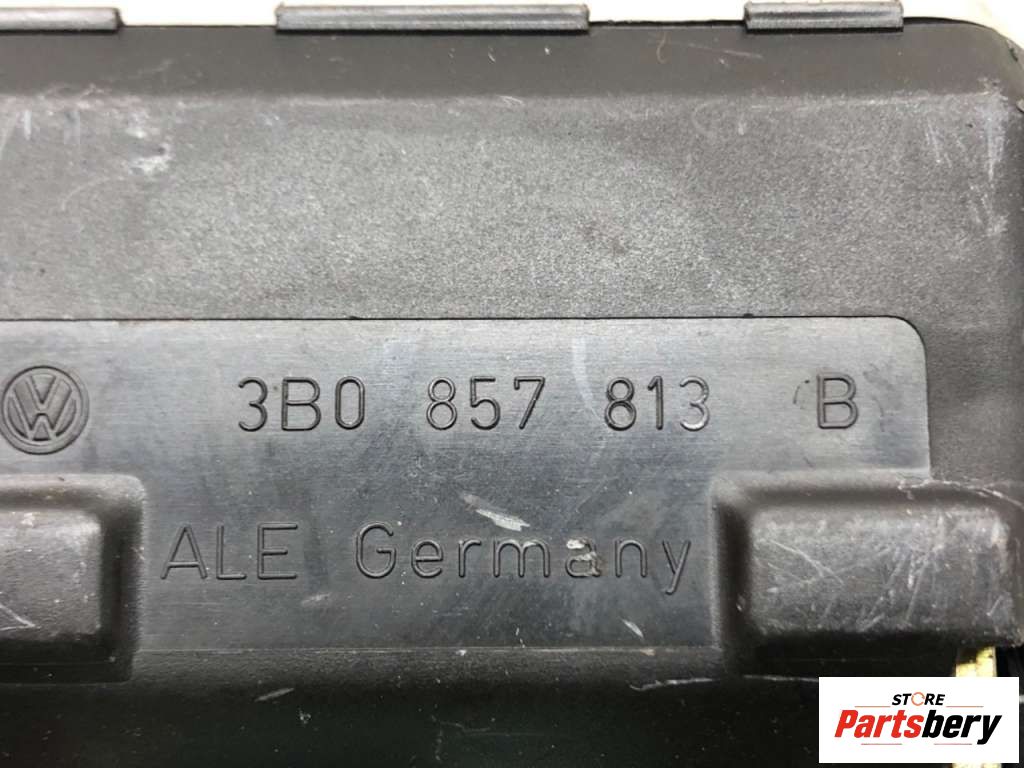 3B0 857 813 B
ALE Germany
STORE
Partsbery